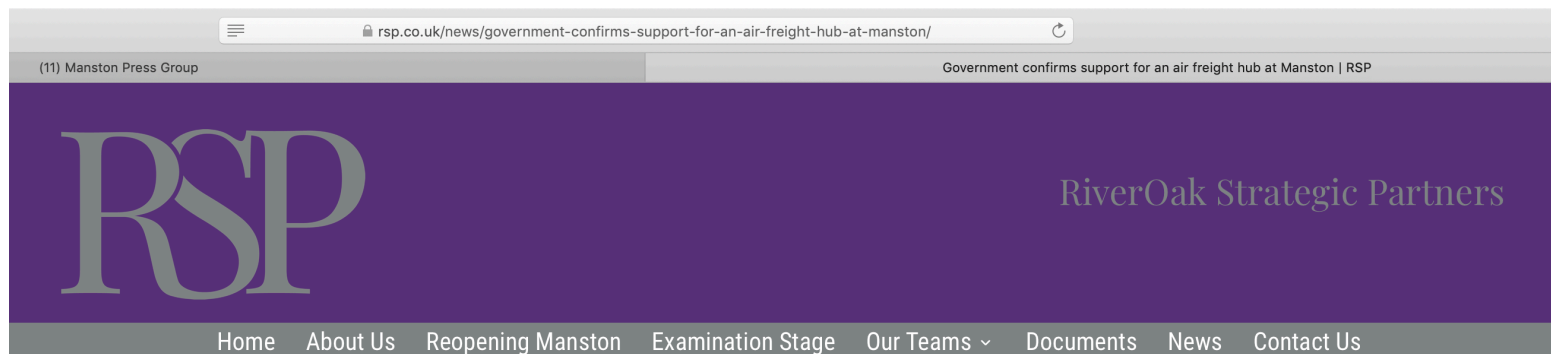 rsp.co.uk/news/government-confirms-support-for-an-air-freight-hub-at-manston/
(11) Manston Press Group
Government confirms support for an air freight hub at Manston | RSP
RSP
RiverOak Strategic Partners
Home About Us Reopening Manston Examination Stage Our Teams Documents News Contact Us